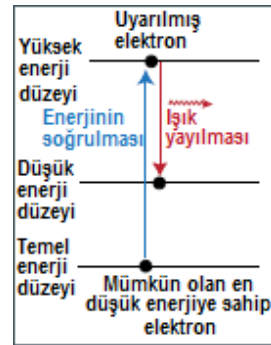 Uyarılmış
elektron
Yüksek
enerji
düzeyi
Enerjinin
soğrulması
Işık
yayılması
Düşük
enerji
düzeyi
Temel
enerji
düzeyi
Mümkün olan en
düşük enerjiye sahip
elektron